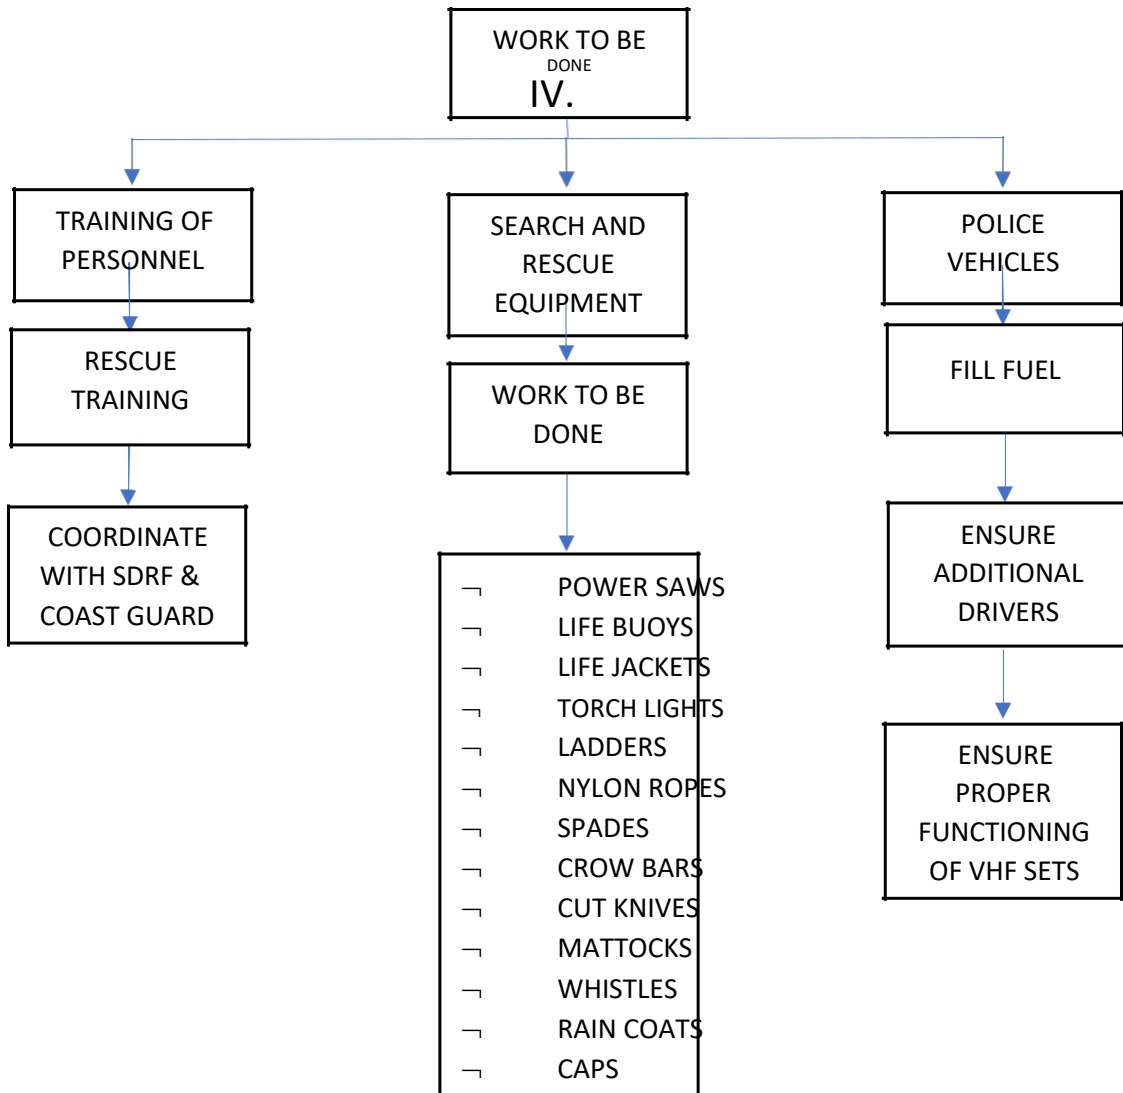 WORK TO BE
DONE
IV.
TRAINING OF
PERSONNEL
RESCUE
TRAINING
COORDINATE
WITH SDRF &
COAST GUARD
SEARCH AND
RESCUE
EQUIPMENT
WORK TO BE
DONE
¬ POWER SAWS
¬ LIFE BUOYS
¬ LIFE JACKETS
¬ TORCH LIGHTS
¬ LADDERS
¬ NYLON ROPES
¬ SPADES
¬ CROW BARS
¬ CUT KNIVES
¬ MATTOCKS
¬ WHISTLES
¬ RAIN COATS
¬ CAPS
POLICE
VEHICLES
FILL FUEL
ENSURE
ADDITIONAL
DRIVERS
ENSURE
PROPER
FUNCTIONING
OF VHF SETS